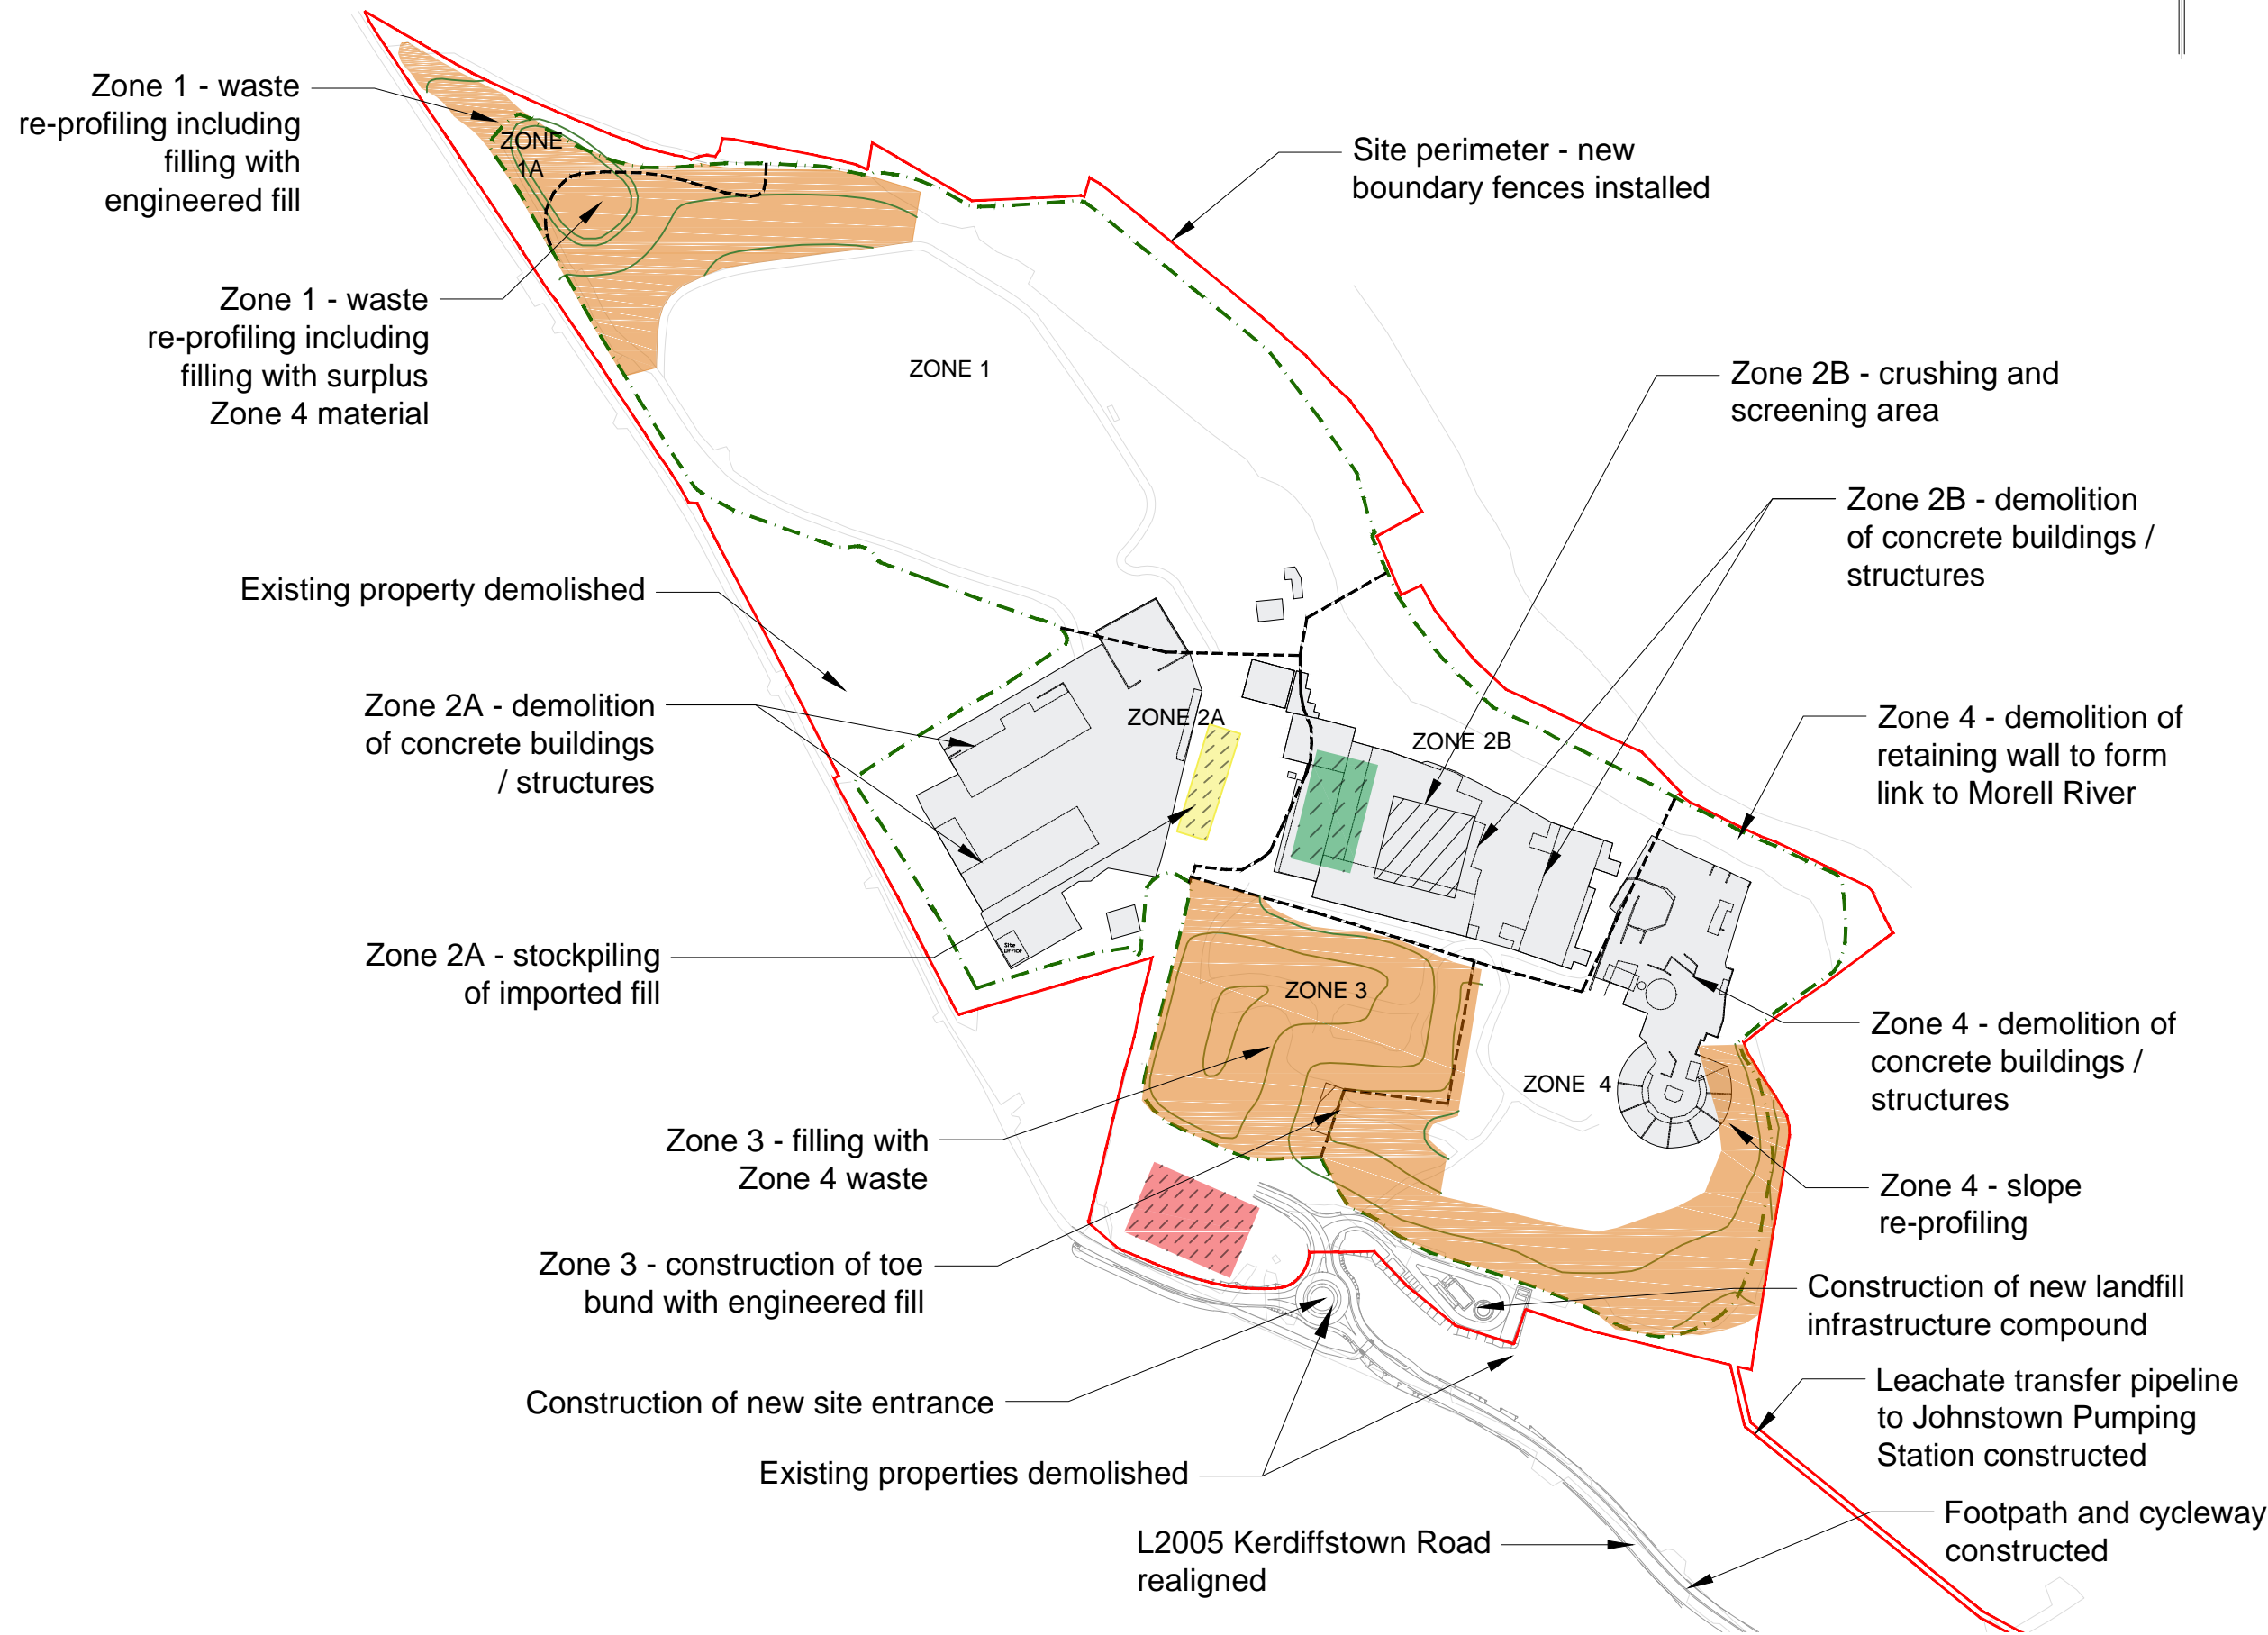 Zone 1 - waste
re-profiling including
filling with
engineered fill
ZONE
1A
Site perimeter - new
boundary fences installed
Zone 1 - waste
re-profiling including
filling with surplus
Zone 4 material
ZONE 1
Zone 2B - crushing and
screening area
Zone 2B - demolition
of concrete buildings /
structures
Existing property demolished
Zone 2A - demolition
of concrete buildings
/ structures
ZONE 2A
ZONE 2B
Zone 4 - demolition of
retaining wall to form
link to Morell River
Zone 2A - stockpiling
of imported fill
Site
Office
ZONE 3
Zone 4 - demolition of
concrete buildings /
structures
ZONE 4
Zone 3 - filling with
Zone 4 waste
Zone 4 - slope
re-profiling
Zone 3 - construction of toe
bund with engineered fill
Construction of new landfill
infrastructure compound
Construction of new site entrance
Leachate transfer pipeline
to Johnstown Pumping
Station constructed
Existing properties demolished
Footpath and cycleway
constructed
L2005 Kerdiffstown Road
realigned